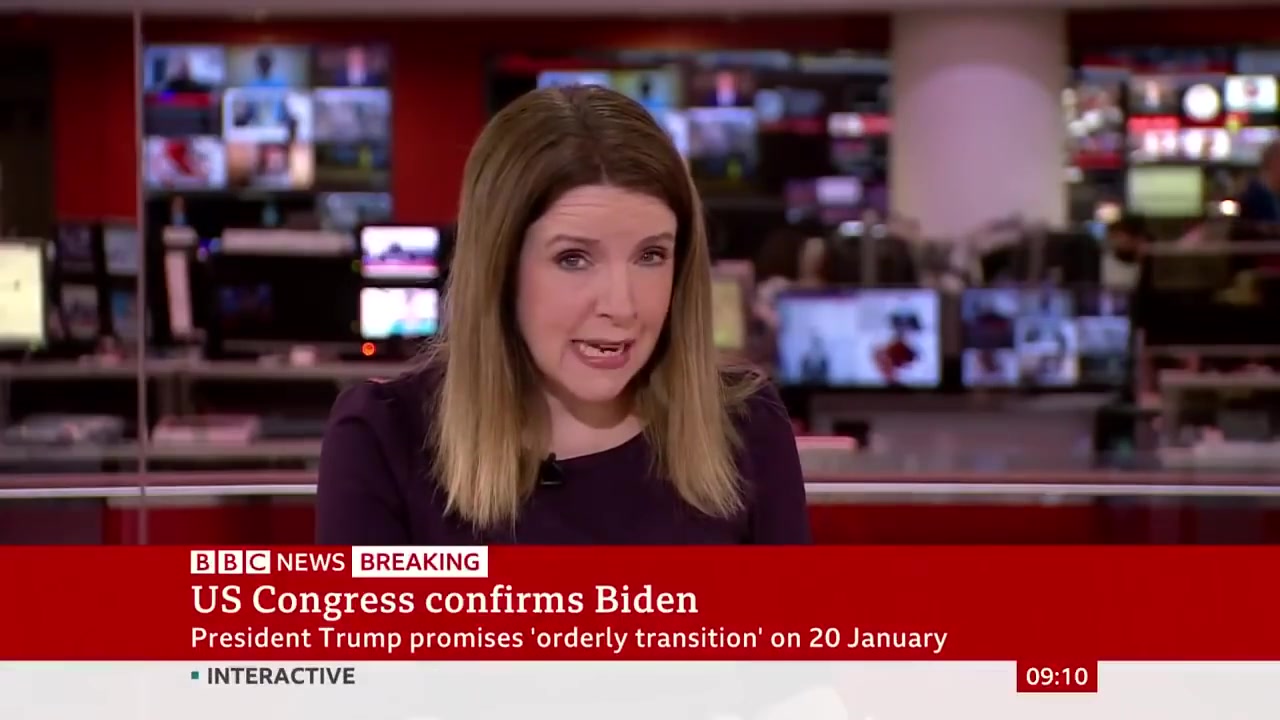 BBC NEWS BREAKING
US Congress confirms Biden
President Trump promises 'orderly transition' on 20 January
INTERACTIVE
09:10